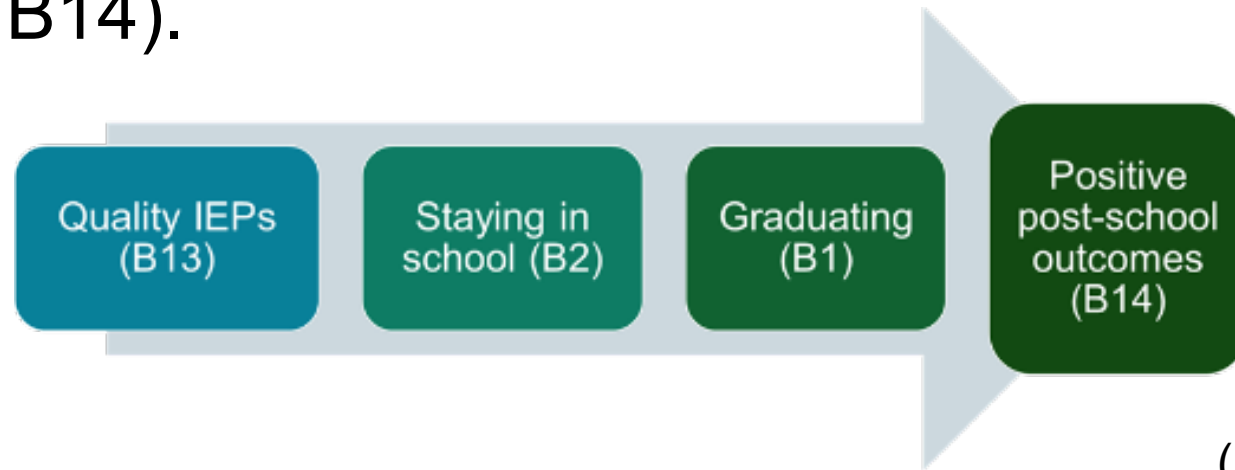 B14).
Quality IEPs
(B13)
Staying in
school (B2)
Graduating
(B1)
Positive
post-school
outcomes
(B14)
(